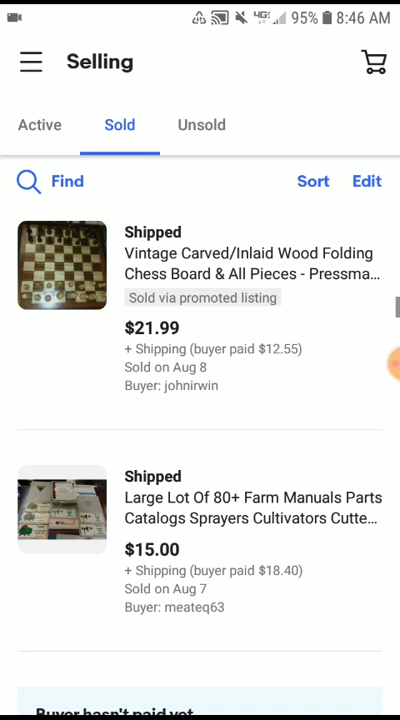 95% 8:46 AM
Selling
Active Sold Unsold
Find Sort Edit
Shipped
Vintage Carved/Inlaid Wood Folding
Chess Board & All Pieces - Pressma...
Sold via promoted listing
$21.99
+ Shipping (buyer paid $12.55)
Sold on Aug 8
Buyer: johnirwin
Shipped
Large Lot Of 80+ Farm Manuals Parts
Catalogs Sprayers Cultivators Cutte...
$15.00
+ Shipping (buyer paid $18.40)
Sold on Aug 7
Buyer: meateq63
Buyer hasn't paid yet